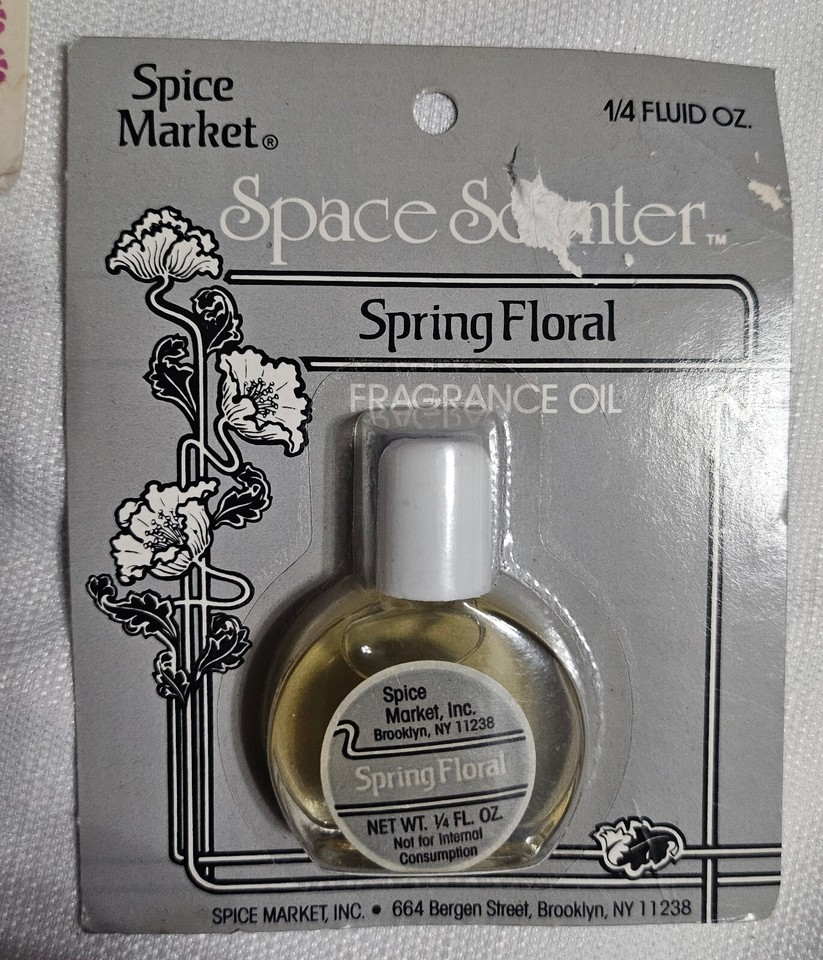 Spice
Market®
1/4 FLUID OZ.
Space Scenter™
Spring Floral
FRAGRANCE OIL
Spice
Market, Inc.
Brooklyn, NY 11238
Spring Floral
NET WT. ¼ FL. OZ.
Not for Internal
Consumption
SPICE MARKET, INC. • 664 Bergen Street, Brooklyn, NY 11238